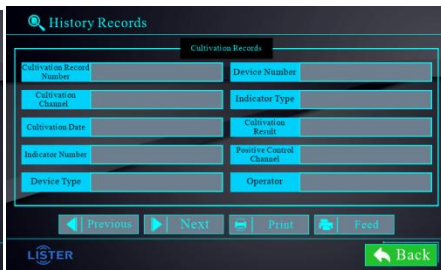 History Records
Cultivation Records
Cultivation Record
Number
Device Number
Cultivation
Channel
Indicator Type
Cultivation Date
Cultivation
Result
Indicator Number
Positive Control
Channel
Device Type
Operator
Previous
Next
Print
Feed
LISTER
Back